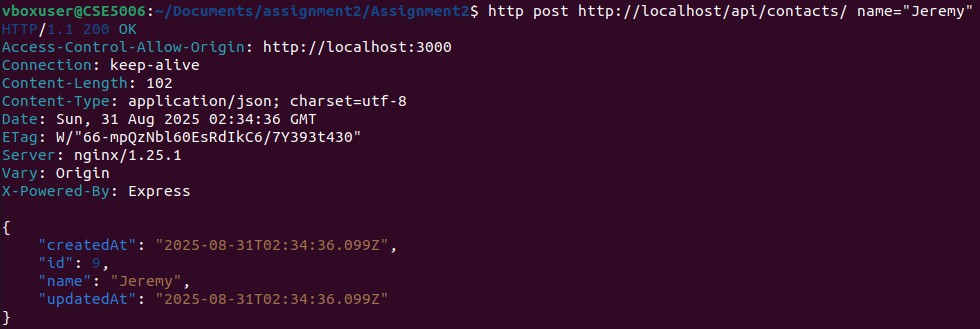 vboxuser@CSE5006:~/Documents/assignment2/Assignment2$ http post http://localhost/api/contacts/ name="Jeremy"
HTTP/1.1 200 OK
Access-Control-Allow-Origin: http://localhost:3000
Connection: keep-alive
Content-Length: 102
Content-Type: application/json; charset=utf-8
Date: Sun, 31 Aug 2025 02:34:36 GMT
ETag: W/"66-mpQzNbl60EsRdIkC6/7Y393t430"
Server: nginx/1.25.1
Vary: Origin
X-Powered-By: Express

{
    "createdAt": "2025-08-31T02:34:36.099Z",
    "id": 9,
    "name": "Jeremy",
    "updatedAt": "2025-08-31T02:34:36.099Z"
}